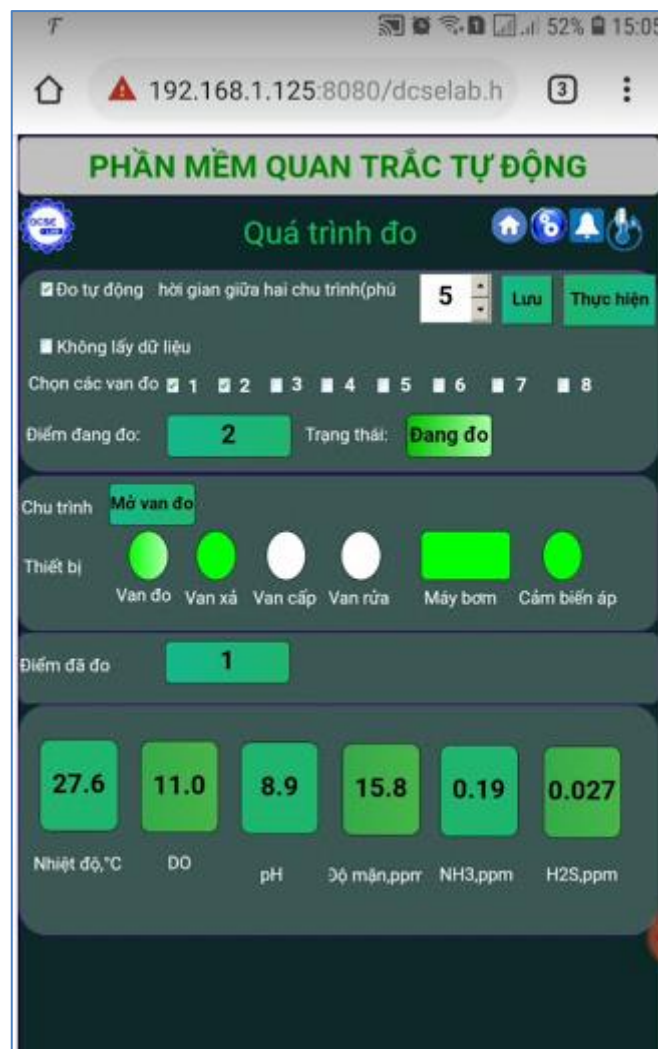 52% 15:05
192.168.1.125:8080/dcselab.h 3
PHẦN MỀM QUAN TRẮC TỰ ĐỘNG
DCSE LAB
Quá trình đo
Đo tự động hời gian giữa hai chu trình(phú 5 Lưu Thực hiện
Không lấy dữ liệu
Chọn các van đo 1 2 3 4 5 6 7 8
Điểm đang đo: 2 Trạng thái: Đang đo
Chu trình Mở van đo
Thiết bị
Van đo Van xả Van cấp Van rửa Máy bơm Cảm biến áp
Điểm đã đo 1
27.6 11.0 8.9 15.8 0.19 0.027
Nhiệt độ,°C DO pH Độ mặn,ppm NH3,ppm H2S,ppm